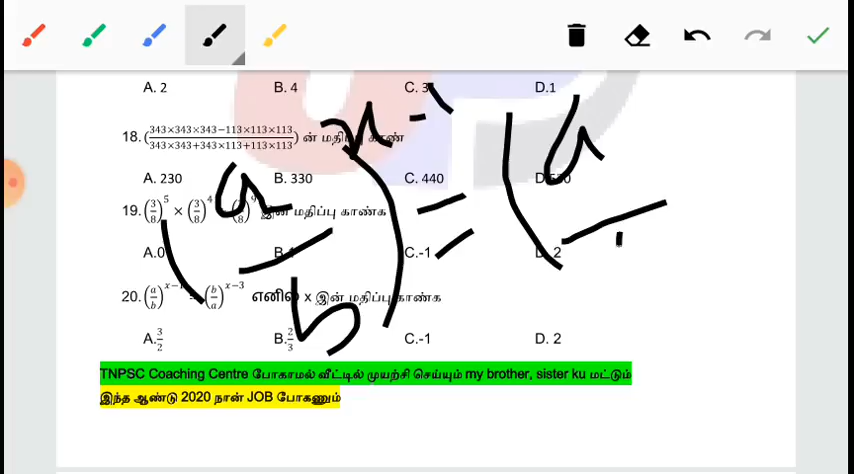 A. 2 B. 4 C. 3 D.1
18. (343×343×343−113×113×113 / 343×343+343×113+113×113) ன் மதிப்பு காண்
A. 230 B. 330 C. 440 D.
19. (3/8)^5 × (3/8)^4 (3/8) இன் மதிப்பு காண்க
A.0 B. C.-1 D. 2
20. (a/b)^x− (b/a)^x−3 எனில் x இன் மதிப்பு காண்க
A. 3/2 B. 2/3 C.-1 D. 2
(a/b)^x-1 = (a
TNPSC Coaching Centre போகாமல் வீட்டில் முயற்சி செய்யும் my brother, sister ku மட்டும்
இந்த ஆண்டு 2020 நான் JOB போகணும்